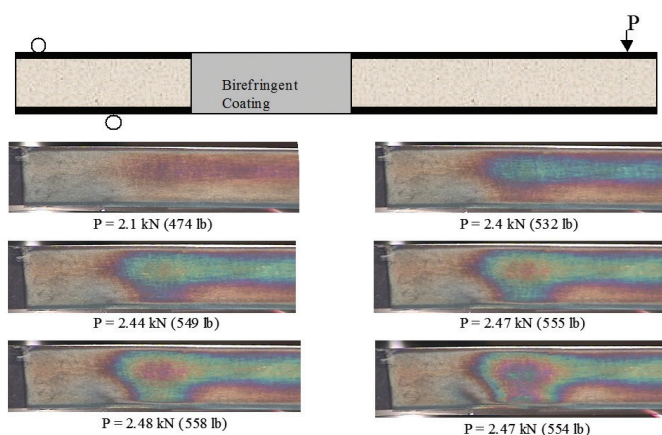 P
Birefringent
Coating
P = 2.1 kN (474 lb)
P = 2.4 kN (532 lb)
P = 2.44 kN (549 lb)
P = 2.47 kN (555 lb)
P = 2.48 kN (558 lb)
P = 2.47 kN (554 lb)